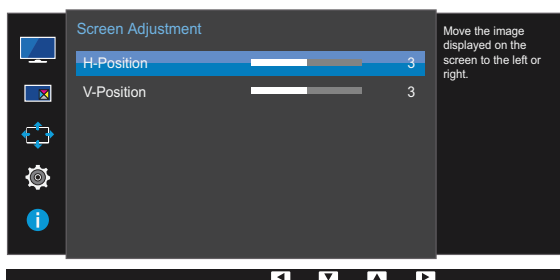 Screen Adjustment
H-Position 3
V-Position 3
Move the image
displayed on the
screen to the left or
right.